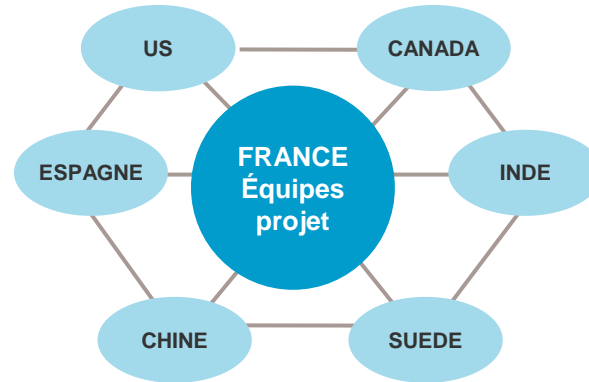 US
CANADA
FRANCE
Équipes
projet
ESPAGNE
INDE
CHINE
SUEDE